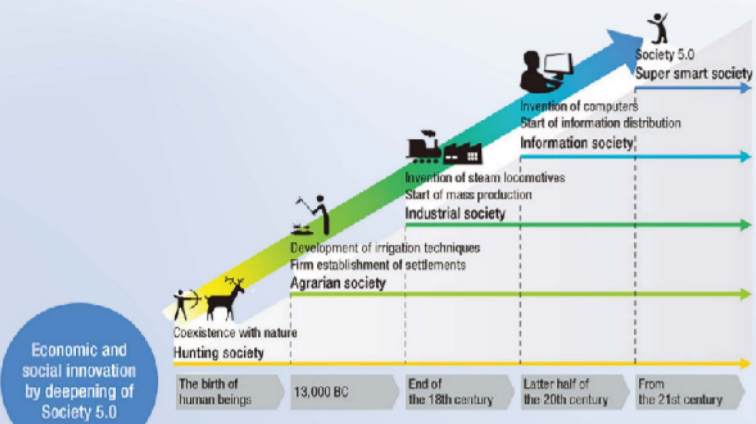 Society 5.0
Super smart society
Invention of computers
Start of information distribution
Information society
Invention of steam locomotives
Start of mass production
Industrial society
Development of irrigation techniques
Firm establishment of settlements
Agrarian society
Coexistence with nature
Hunting society
Economic and
social innovation
by deepening of
Society 5.0
The birth of
human beings
13,000 BC
End of
the 18th century
Latter half of
the 20th century
From
the 21st century